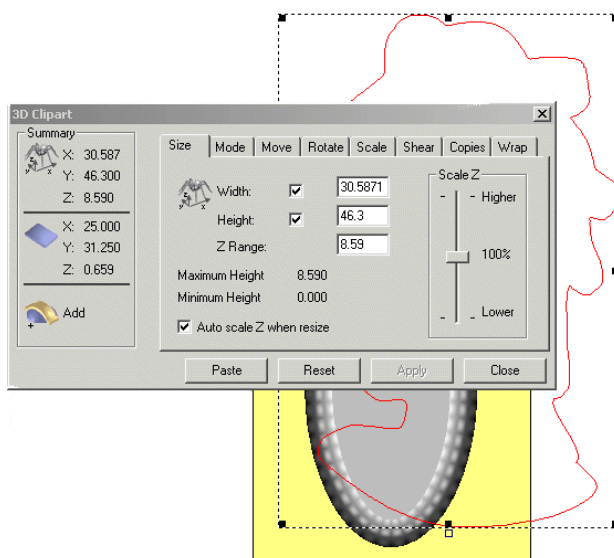 3D Clipart
Summary
X: 30.587
Y: 46.300
Z: 8.590
X: 25.000
Y: 31.250
Z: 0.659
Add
Size Mode Move Rotate Scale Shear Copies Wrap
Width: 30.5871
Height: 46.3
Z Range: 8.59
Maximum Height 8.590
Minimum Height 0.000
Auto scale Z when resize
Scale Z
Higher
100%
Lower
Paste Reset Apply Close